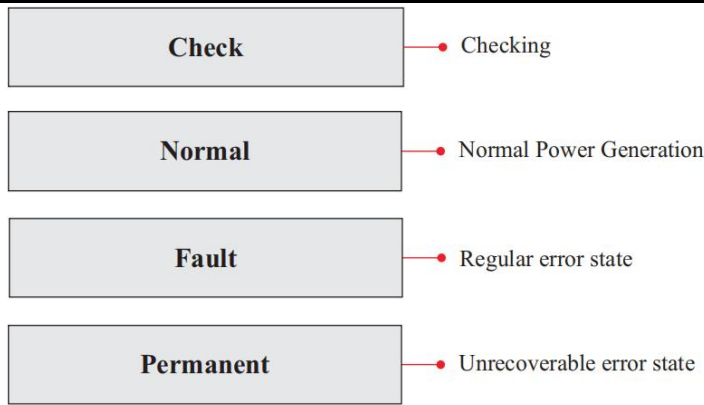 Check
Checking
Normal
Normal Power Generation
Fault
Regular error state
Permanent
Unrecoverable error state